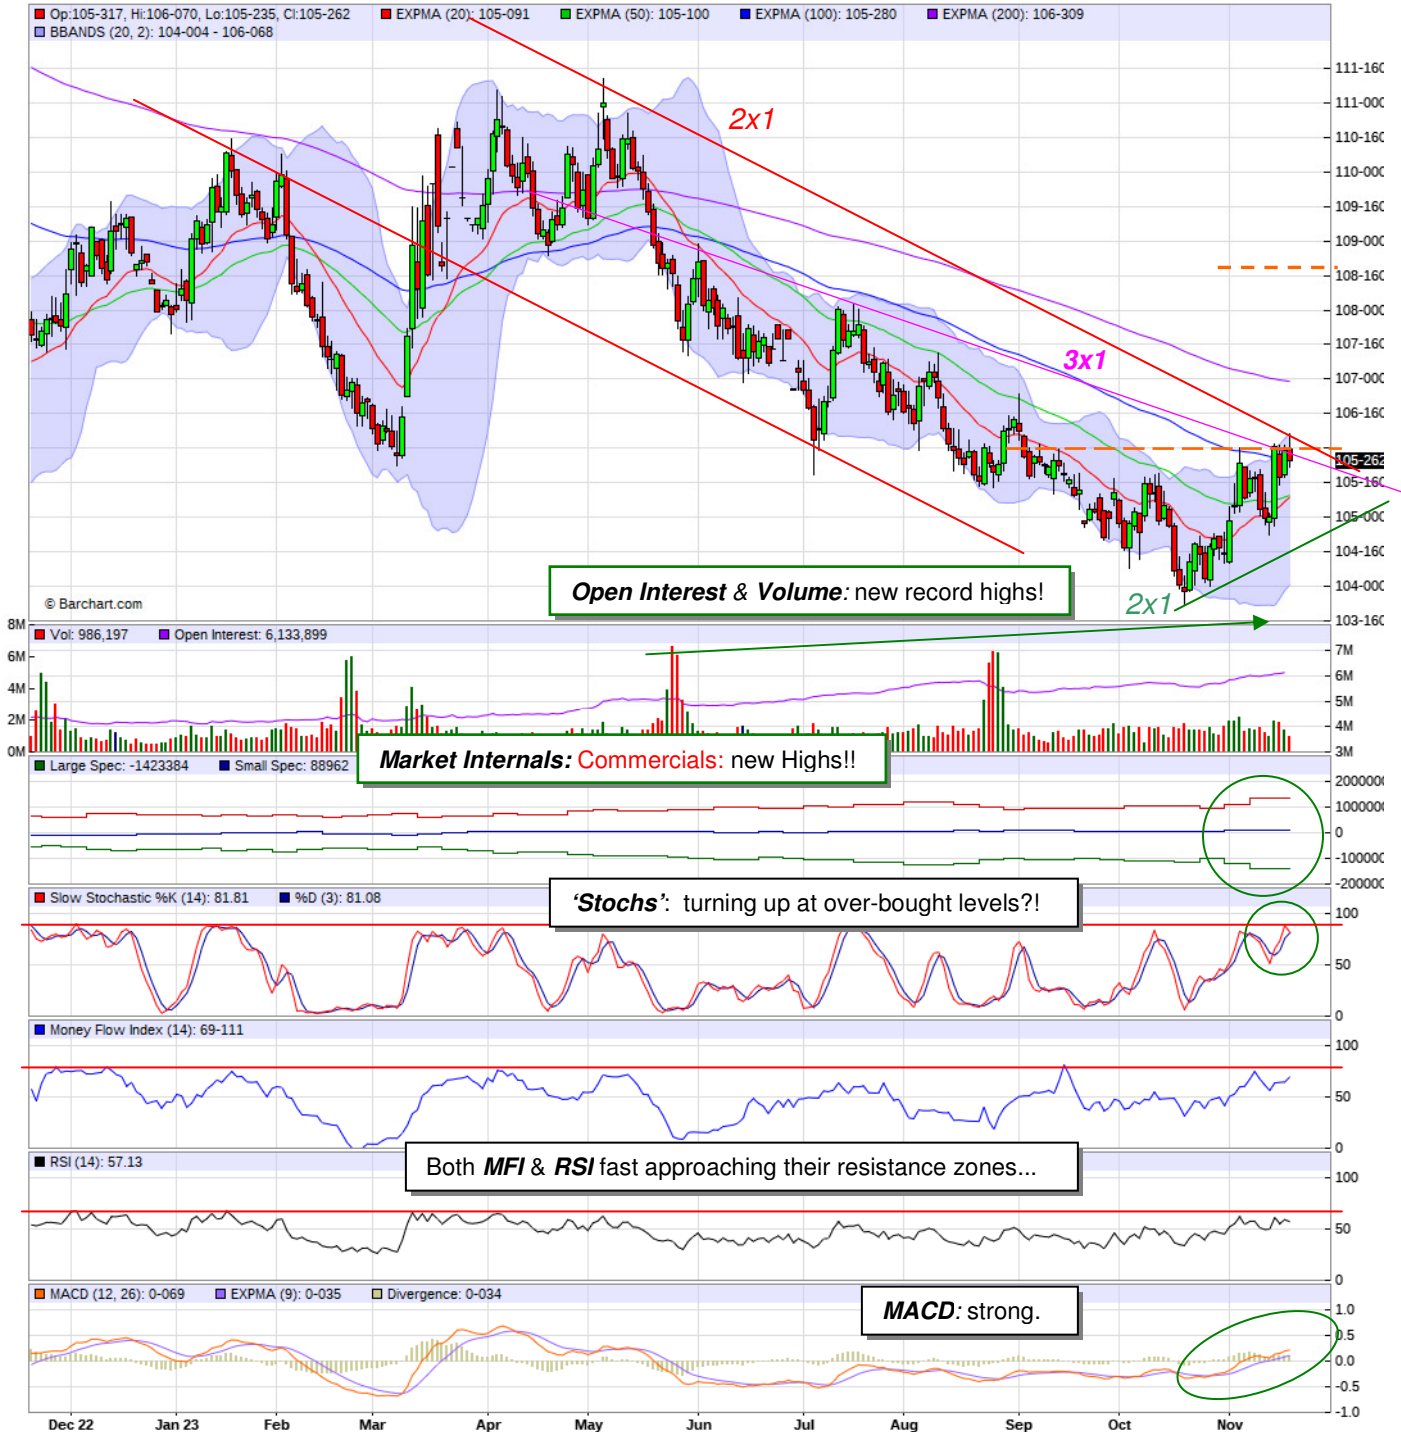 Op:105-317, Hi:106-070, Lo:105-235, Cl:105-262 EXPMA (20): 105-091 EXPMA (50): 105-100 EXPMA (100): 105-280 EXPMA (200): 106-309
BBANDS (20, 2): 104-004 - 106-068
111-160
111-000
2x1
110-160
110-000
109-160
109-000
108-160
108-000
107-160
3x1
107-000
106-160
105-262
105-160
105-000
104-160
Open Interest & Volume: new record highs!
104-000
2x1
© Barchart.com
103-160
8M
Vol: 986,197 Open Interest: 6,133,899
6M 7M
6M
4M 5M
2M 4M
0M 3M
Market Internals: Commercials: new Highs!!
Large Spec: -1423384 Small Spec: 88962
2000000
1000000
0
-100000
-200000
Slow Stochastic %K (14): 81.81 %D (3): 81.08
'Stochs': turning up at over-bought levels?!
100
50
0
Money Flow Index (14): 69-111
100
50
0
RSI (14): 57.13
Both MFI & RSI fast approaching their resistance zones...
100
50
0
MACD (12, 26): 0-069 EXPMA (9): 0-035 Divergence: 0-034
MACD: strong.
1.0
0.5
0.0
-0.5
-1.0
Dec 22 Jan 23 Feb Mar Apr May Jun Jul Aug Sep Oct Nov